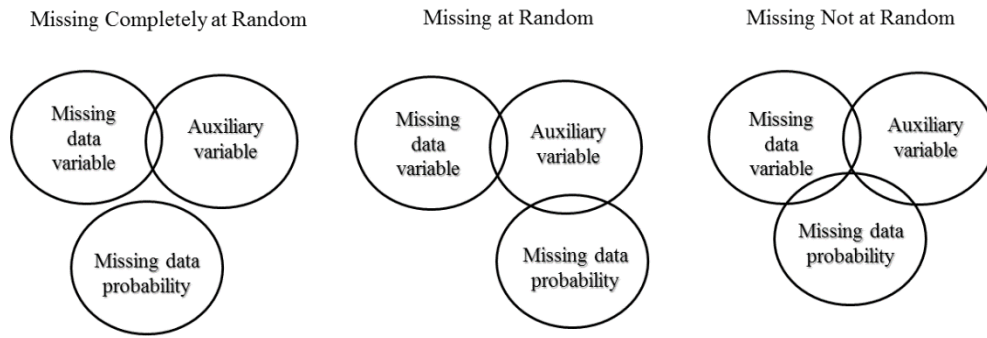 Missing Completely at Random
Missing
data
variable
Auxiliary
variable
Missing data
probability
Missing at Random
Missing
data
variable
Auxiliary
variable
Missing data
probability
Missing Not at Random
Missing
data
variable
Auxiliary
variable
Missing data
probability